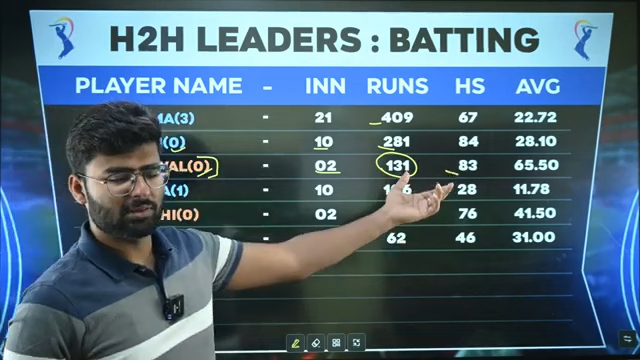 H2H LEADERS : BATTING
PLAYER NAME - INN RUNS HS AVG
MA(3) - 21 409 67 22.72
(0) - 10 281 84 28.10
VAL(0) - 02 131 83 65.50
A(1) - 10 28 11.78
HI(0) - 02 76 41.50
- 62 46 31.00